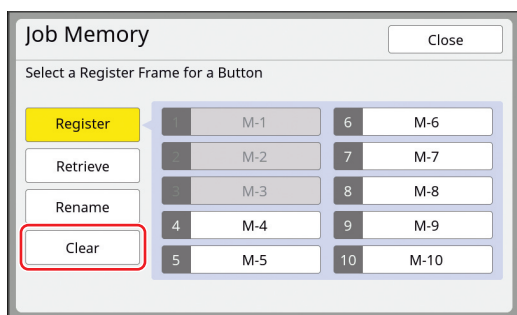 Job Memory
Close
Select a Register Frame for a Button
Register
Retrieve
Rename
Clear
1 M-1
2 M-2
3 M-3
4 M-4
5 M-5
6 M-6
7 M-7
8 M-8
9 M-9
10 M-10